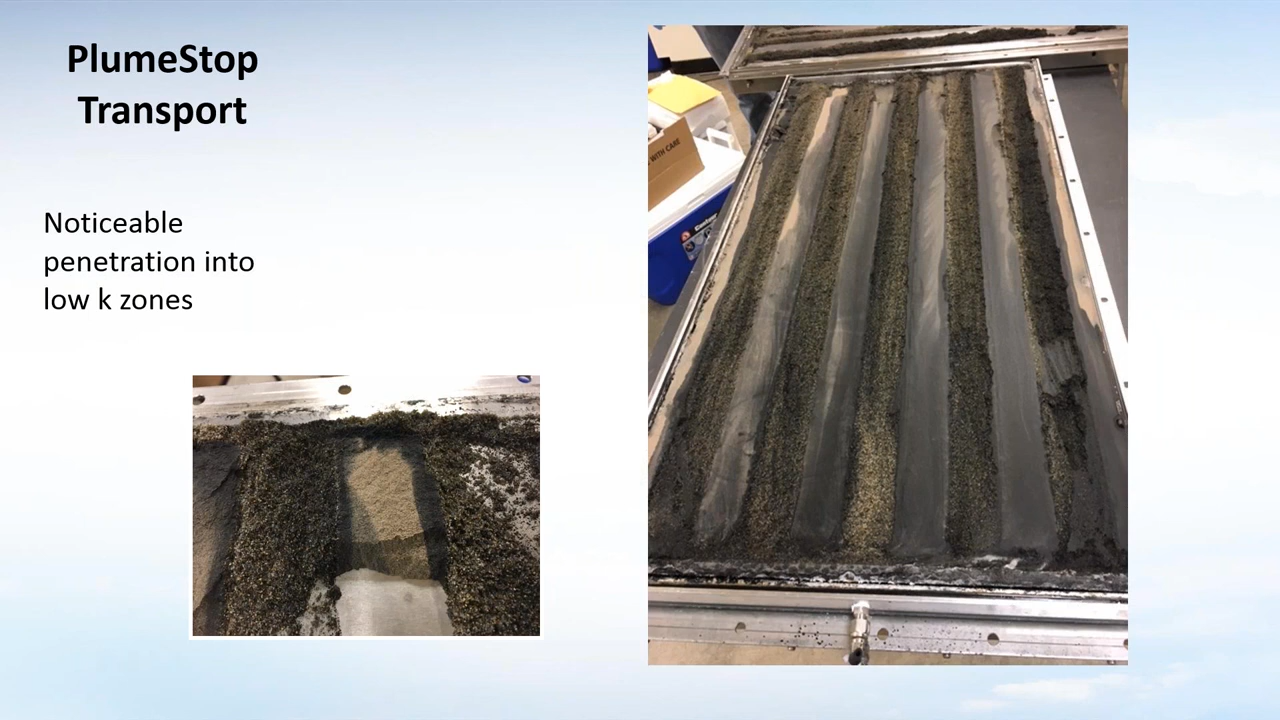 PlumeStop
Transport
Noticeable
penetration into
low k zones
WITH CARE